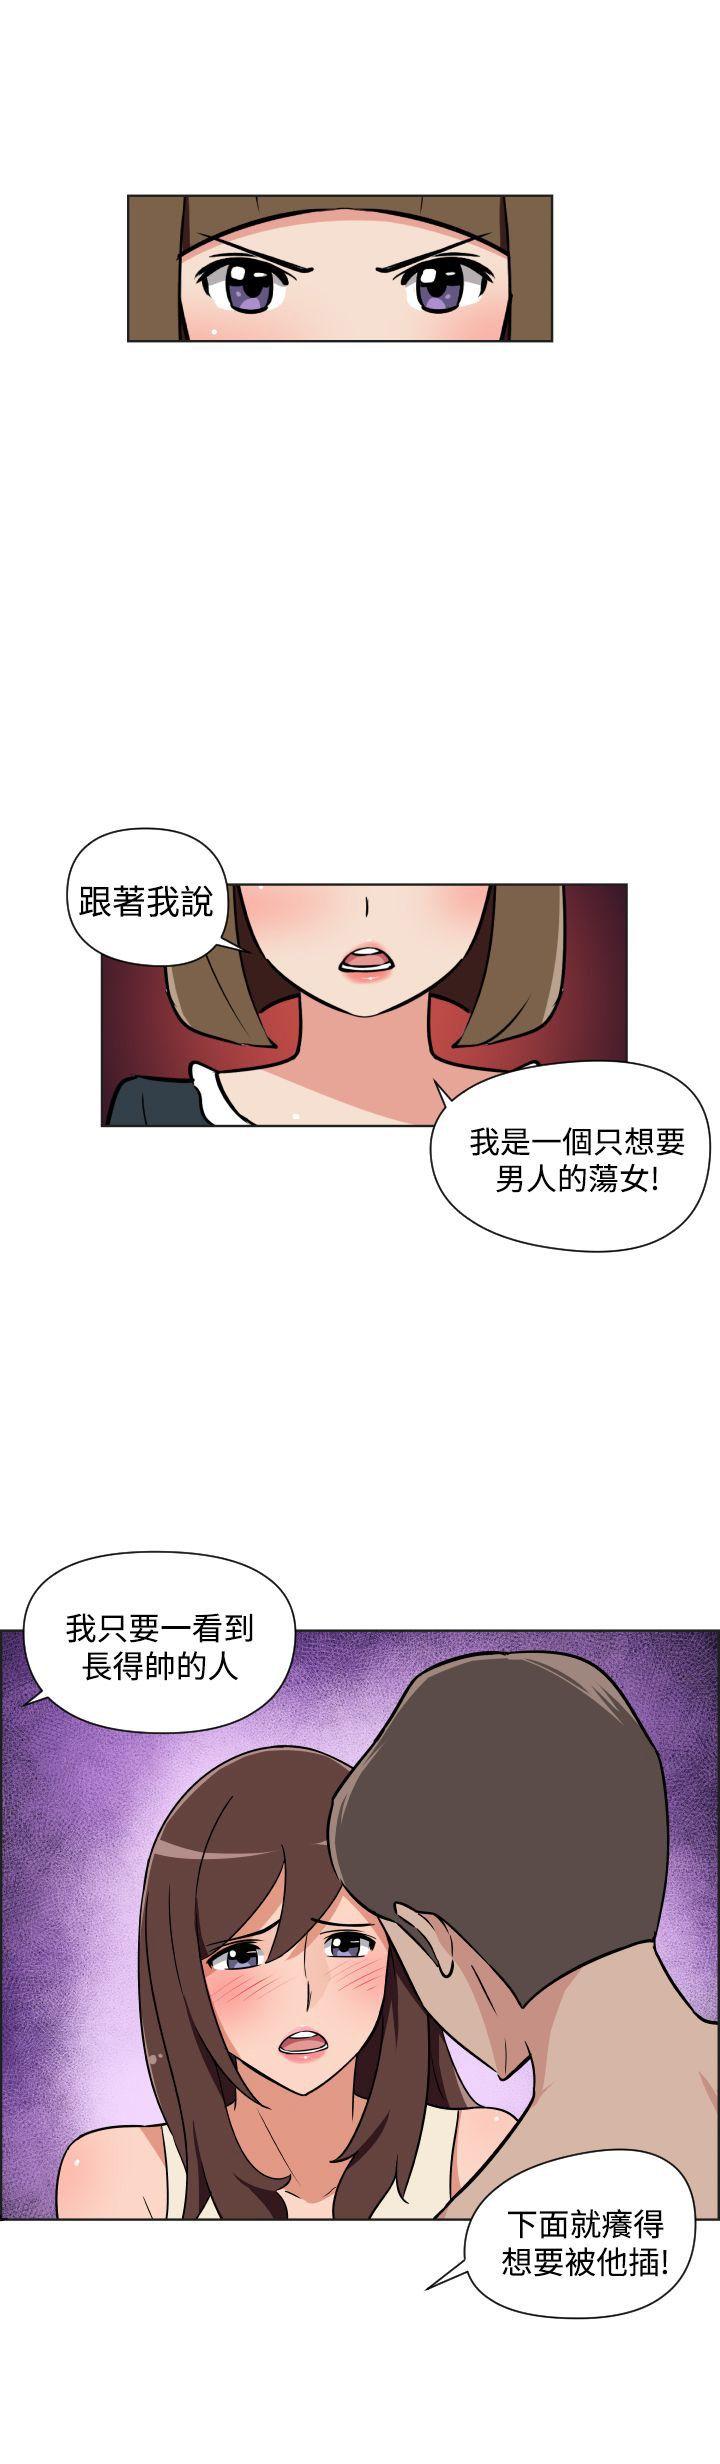 跟著我說
我是一個只想要
男人的蕩女!
我只要一看到
長得帥的人
下面就癢得
想要被他插!